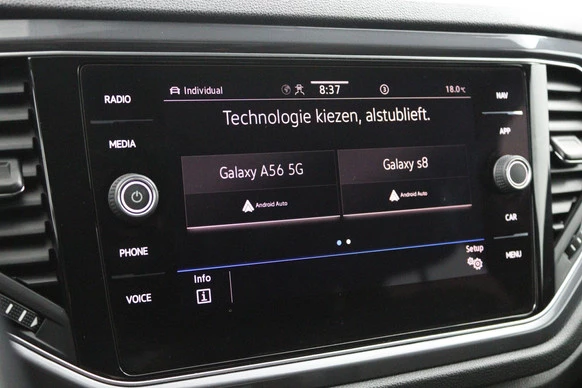 Individual
3
8:37
18.0°C
Technologie kiezen, alstublieft.
Galaxy A56 5G
Android Auto
Galaxy s8
Android Auto
Setup
Info
RADIO
MEDIA
PHONE
VOICE
NAV
APP
CAR
MENU